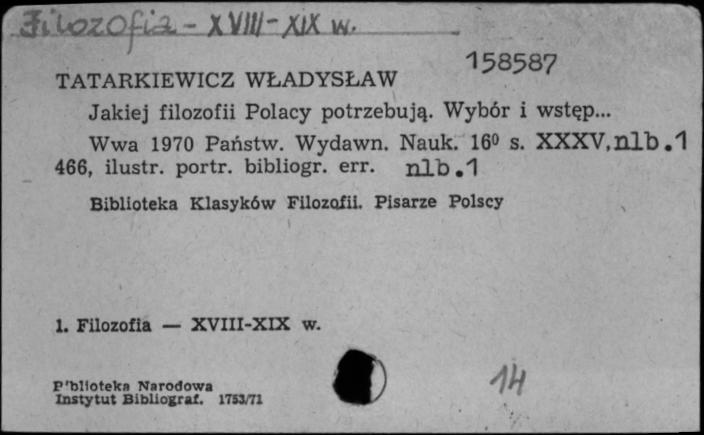 Filozofia - XVIII-XIX w.
158587
TATARKIEWICZ WŁADYSŁAW
Jakiej filozofii Polacy potrzebują. Wybór i wstęp...
Wwa 1970 Państw. Wydawn. Nauk. 16⁰ s. XXXV, nlb.1
466, ilustr. portr. bibliogr. err. nlb.1
Biblioteka Klasyków Filozofii. Pisarze Polscy
1. Filozofia — XVIII-XIX w.
14
P'blioteka Narodowa
Instytut Bibliograf. 1753/71